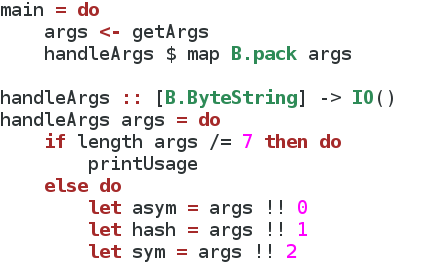 main = do
    args <- getArgs
    handleArgs $ map B.pack args

handleArgs :: [B.ByteString] -> IO()
handleArgs args = do
    if length args /= 7 then do
        printUsage
    else do
        let asym = args !! 0
        let hash = args !! 1
        let sym = args !! 2